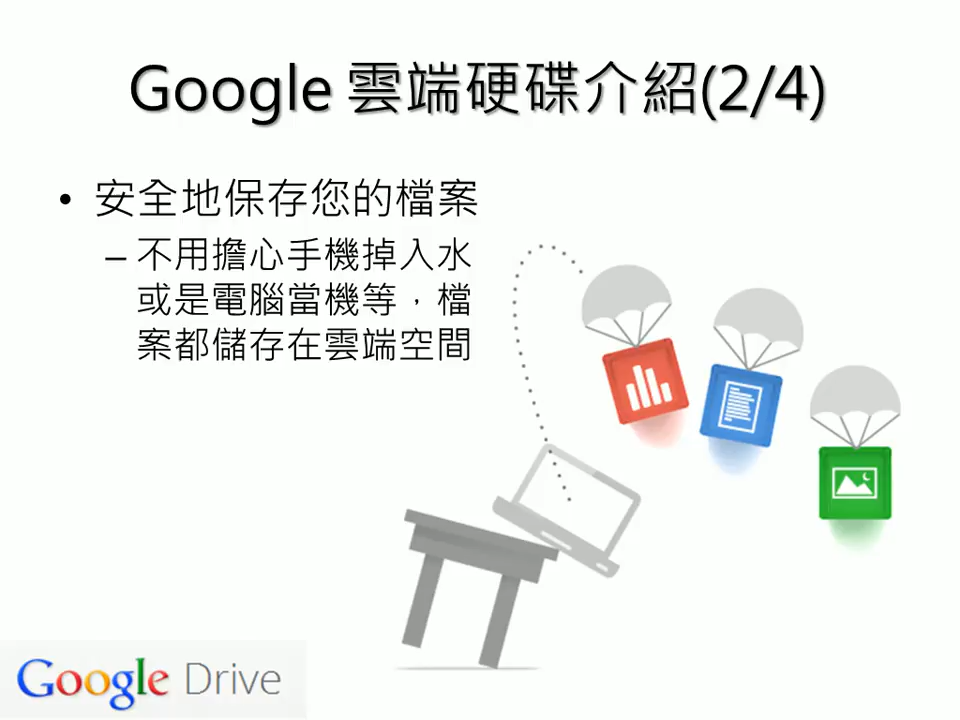 Google 雲端硬碟介紹(2/4)
• 安全地保存您的檔案
– 不用擔心手機掉入水
或是電腦當機等，檔
案都儲存在雲端空間
Google Drive